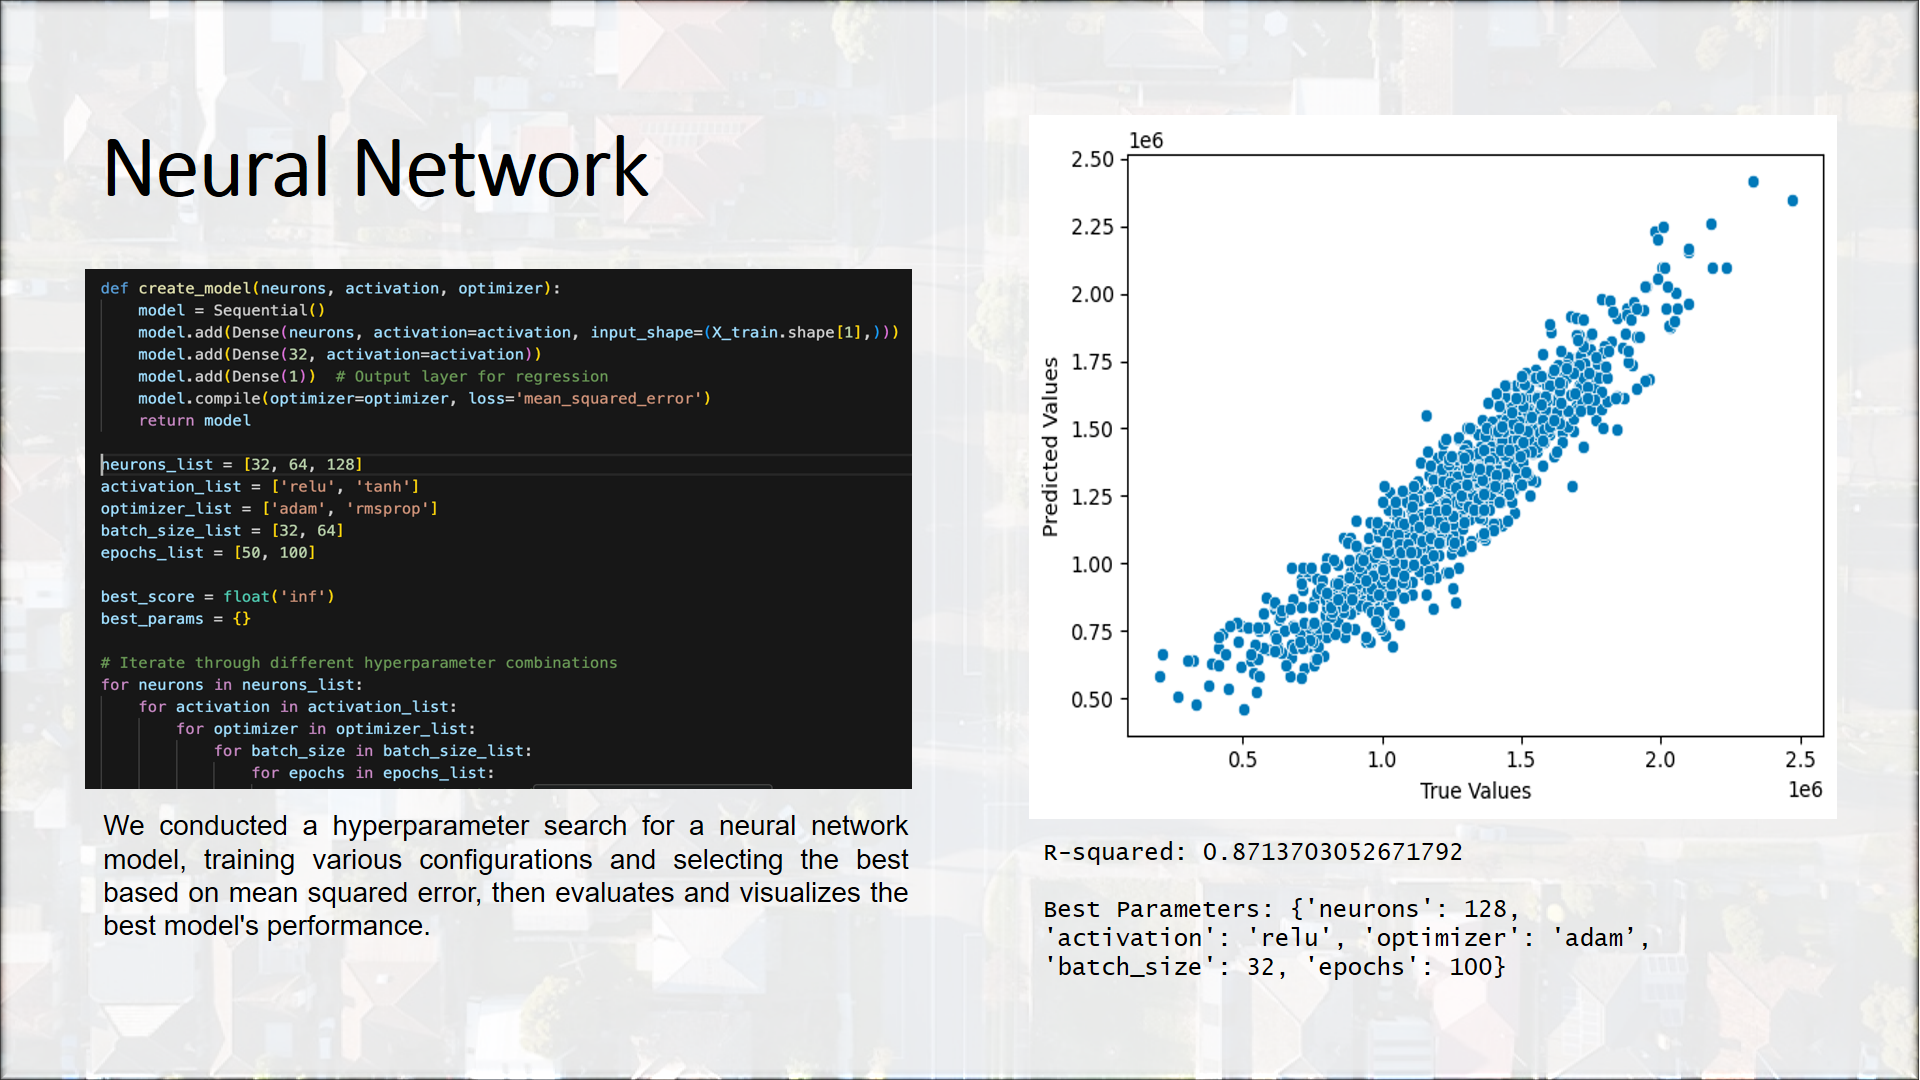 Neural Network
def create_model(neurons, activation, optimizer):
    model = Sequential()
    model.add(Dense(neurons, activation=activation, input_shape=(X_train.shape[1],)))
    model.add(Dense(32, activation=activation))
    model.add(Dense(1))  # Output layer for regression
    model.compile(optimizer=optimizer, loss='mean_squared_error')
    return model
neurons_list = [32, 64, 128]
activation_list = ['relu', 'tanh']
optimizer_list = ['adam', 'rmsprop']
batch_size_list = [32, 64]
epochs_list = [50, 100]
best_score = float('inf')
best_params = {}
# Iterate through different hyperparameter combinations
for neurons in neurons_list:
    for activation in activation_list:
        for optimizer in optimizer_list:
            for batch_size in batch_size_list:
                for epochs in epochs_list:
We conducted a hyperparameter search for a neural network
model, training various configurations and selecting the best
based on mean squared error, then evaluates and visualizes the
best model's performance.
1e6
2.50
2.25
2.00
1.75
1.50
1.25
1.00
0.75
0.50
Predicted Values
0.5 1.0 1.5 2.0 2.5
True Values
1e6
R-squared: 0.8713703052671792
Best Parameters: {'neurons': 128,
'activation': 'relu', 'optimizer': 'adam’,
'batch_size': 32, 'epochs': 100}